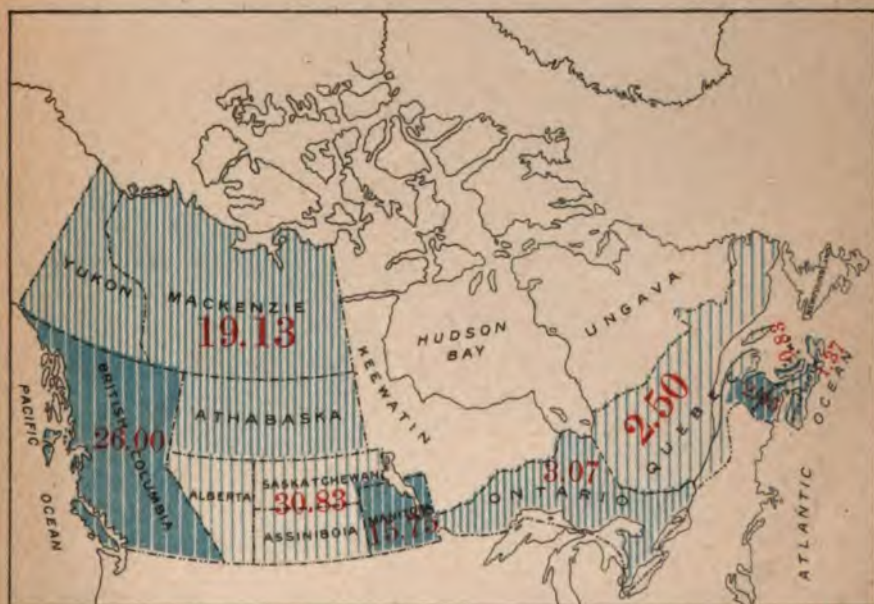 YUKON
MACKENZIE
19.13
UNGAVA
HUDSON
BAY
KEEWATIN
BRITISH COLUMBIA
26.00
PACIFIC
OCEAN
ATHABASKA
ALBERTA
SASKATCHEWAN
30.83
ASSINIBOIA
MANITOBA
15.75
ONTARIO
3.07
QUEBEC
2.50
ATLANTIC
OCEAN